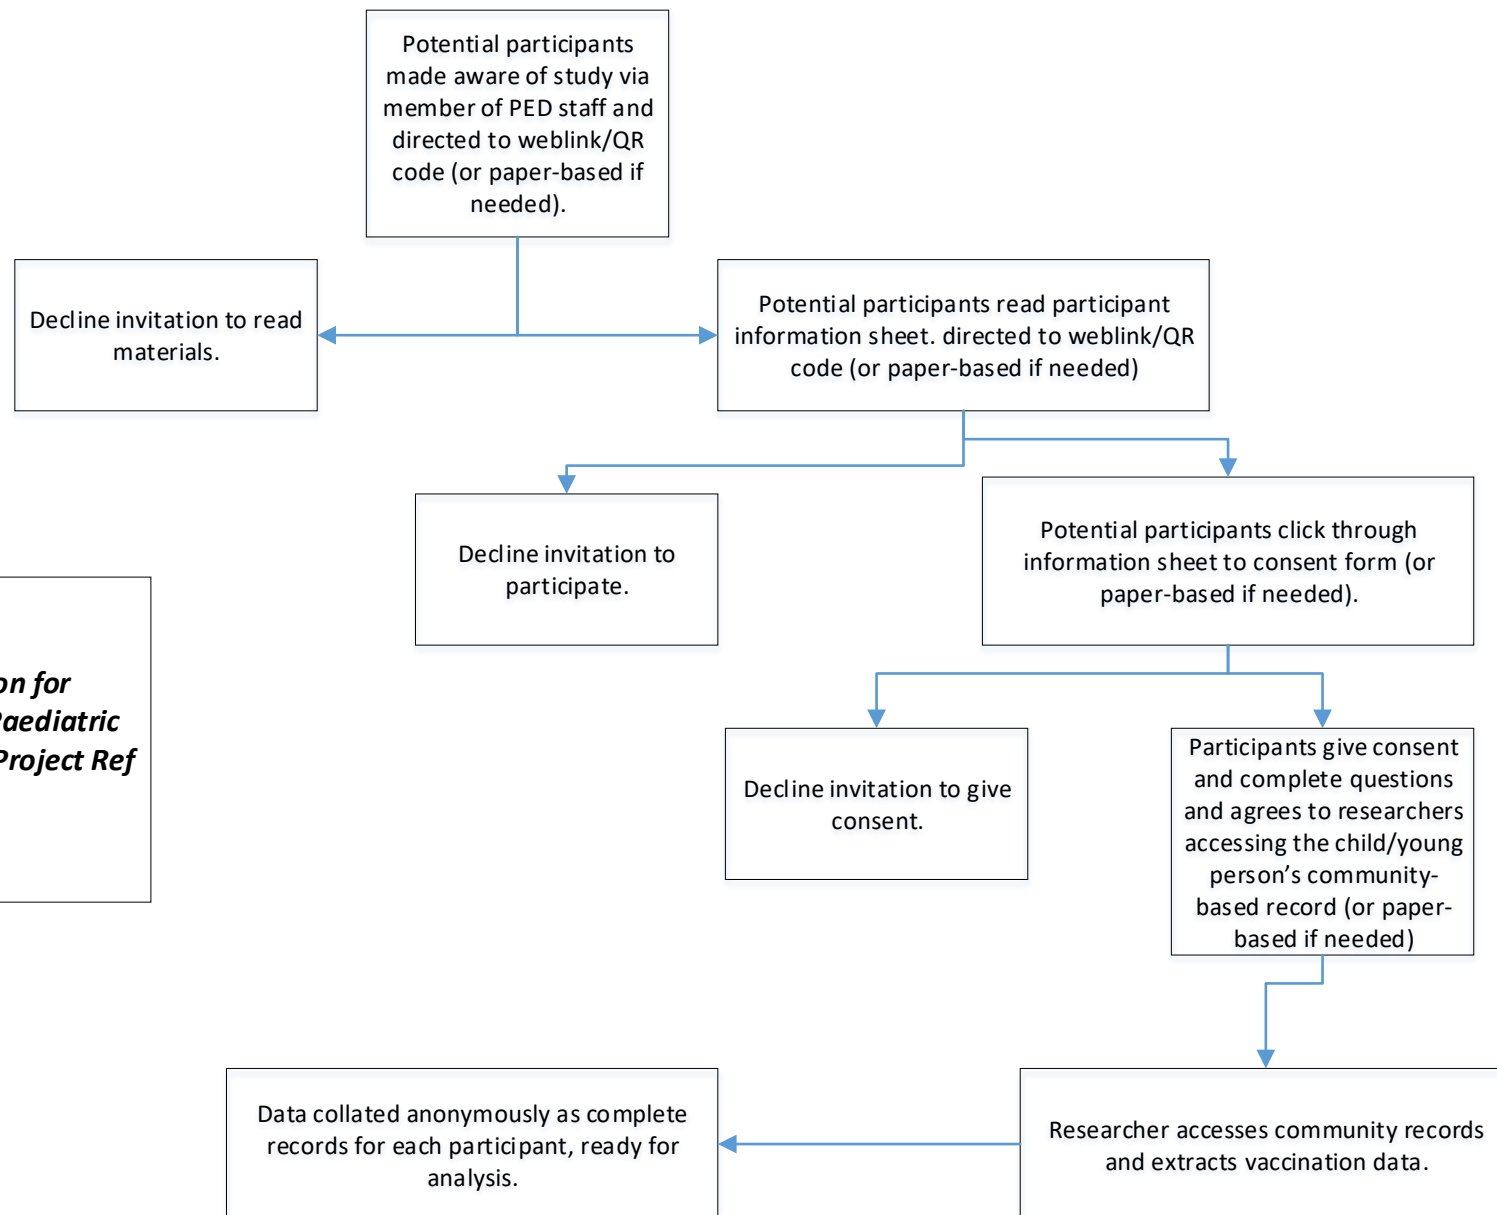 Potential participants
made aware of study via
member of PED staff and
directed to weblink/QR
code (or paper-based if
needed).
Decline invitation to read
materials.
Potential participants read participant
information sheet. directed to weblink/QR
code (or paper-based if needed)
Decline invitation to
participate.
Potential participants click through
information sheet to consent form (or
paper-based if needed).
on for
Paediatric
Project Ref
Decline invitation to give
consent.
Participants give consent
and complete questions
and agrees to researchers
accessing the child/young
person’s community-
based record (or paper-
based if needed)
Data collated anonymously as complete
records for each participant, ready for
analysis.
Researcher accesses community records
and extracts vaccination data.